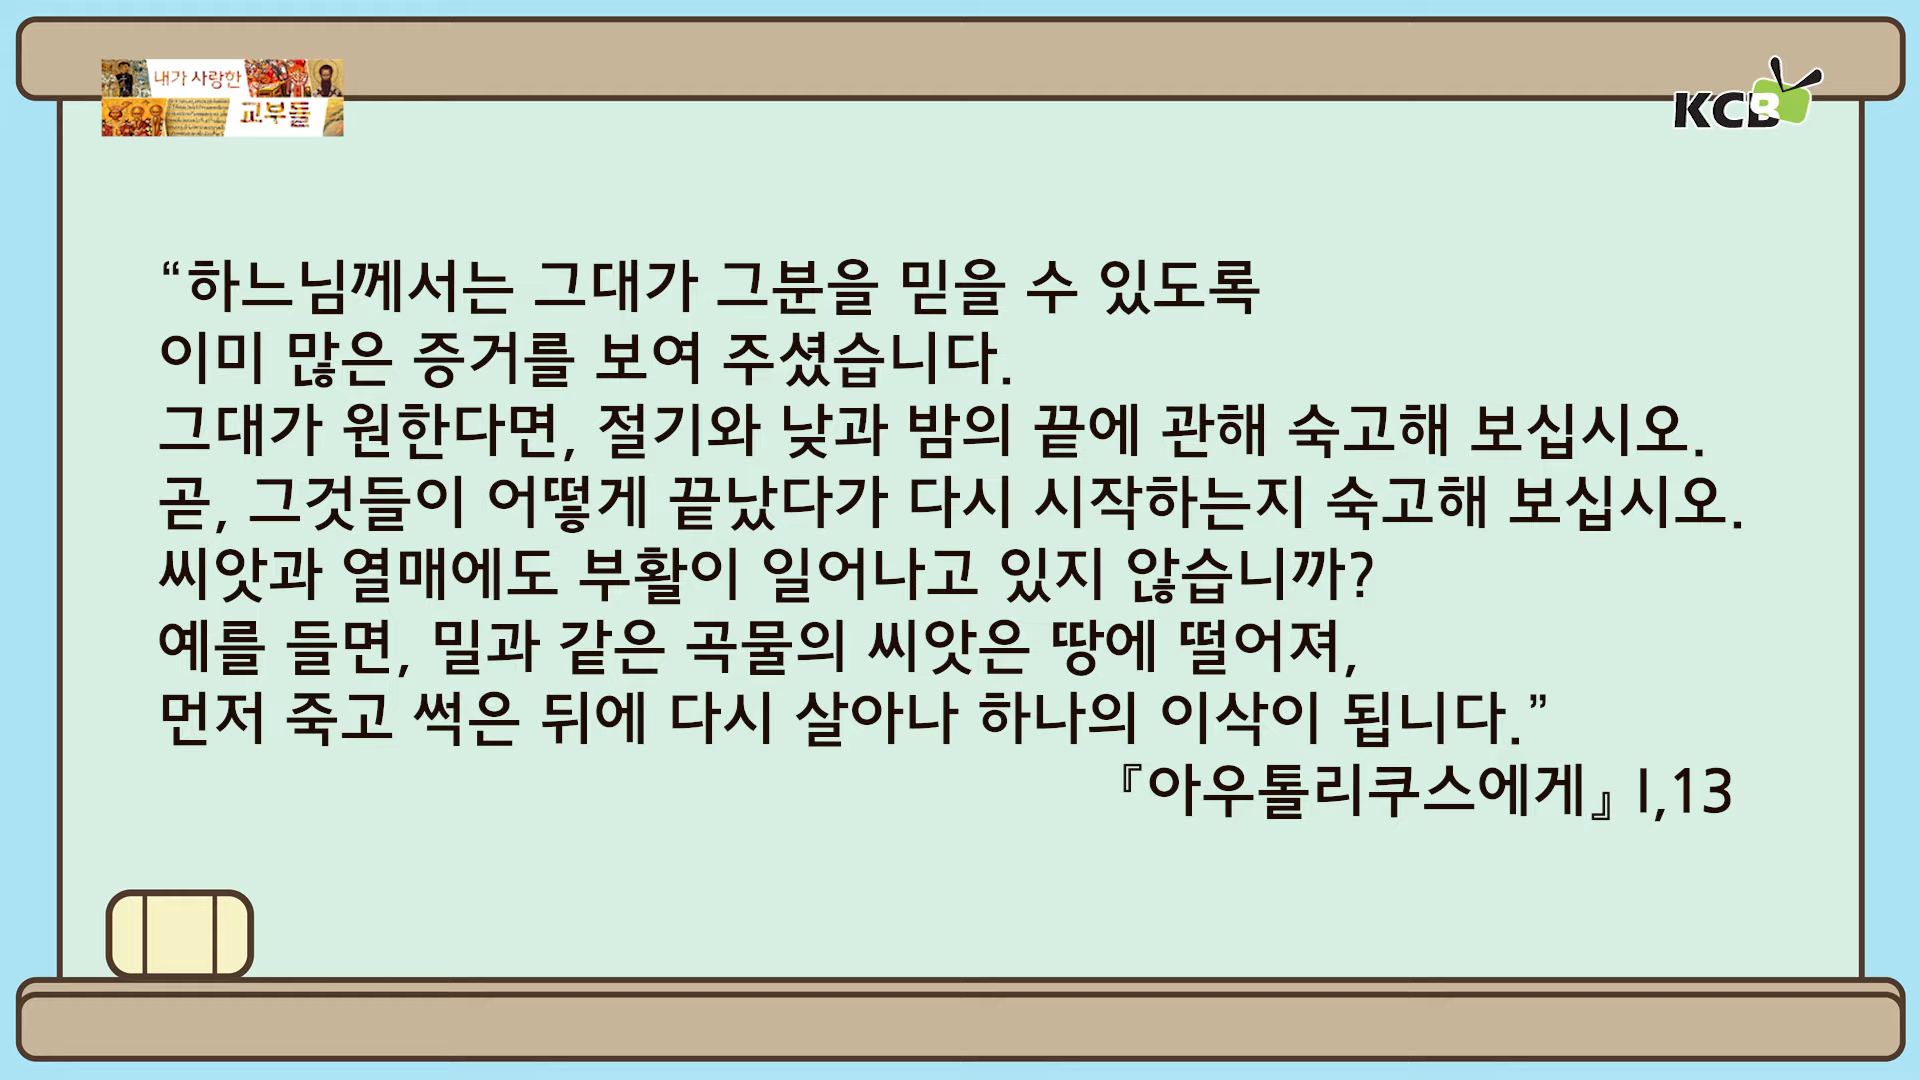 내가 사랑한
교부들
KCB
“하느님께서는 그대가 그분을 믿을 수 있도록
이미 많은 증거를 보여 주셨습니다.
그대가 원한다면, 절기와 낮과 밤의 끝에 관해 숙고해 보십시오.
곧, 그것들이 어떻게 끝났다가 다시 시작하는지 숙고해 보십시오.
씨앗과 열매에도 부활이 일어나고 있지 않습니까?
예를 들면, 밀과 같은 곡물의 씨앗은 땅에 떨어져,
먼저 죽고 썩은 뒤에 다시 살아나 하나의 이삭이 됩니다.”
『아우톨리쿠스에게』 I,13